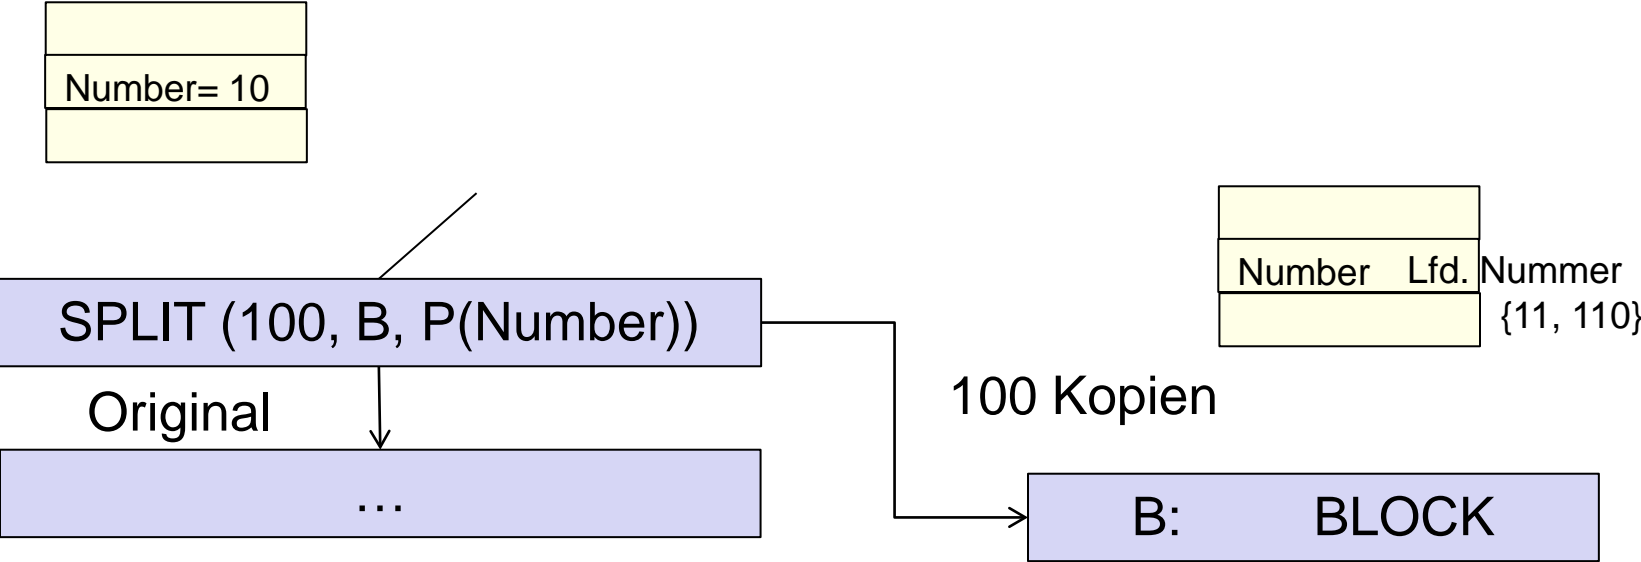 Number= 10
Number Lfd. Nummer
{11, 110}
SPLIT (100, B, P(Number))
100 Kopien
Original
…
B: BLOCK